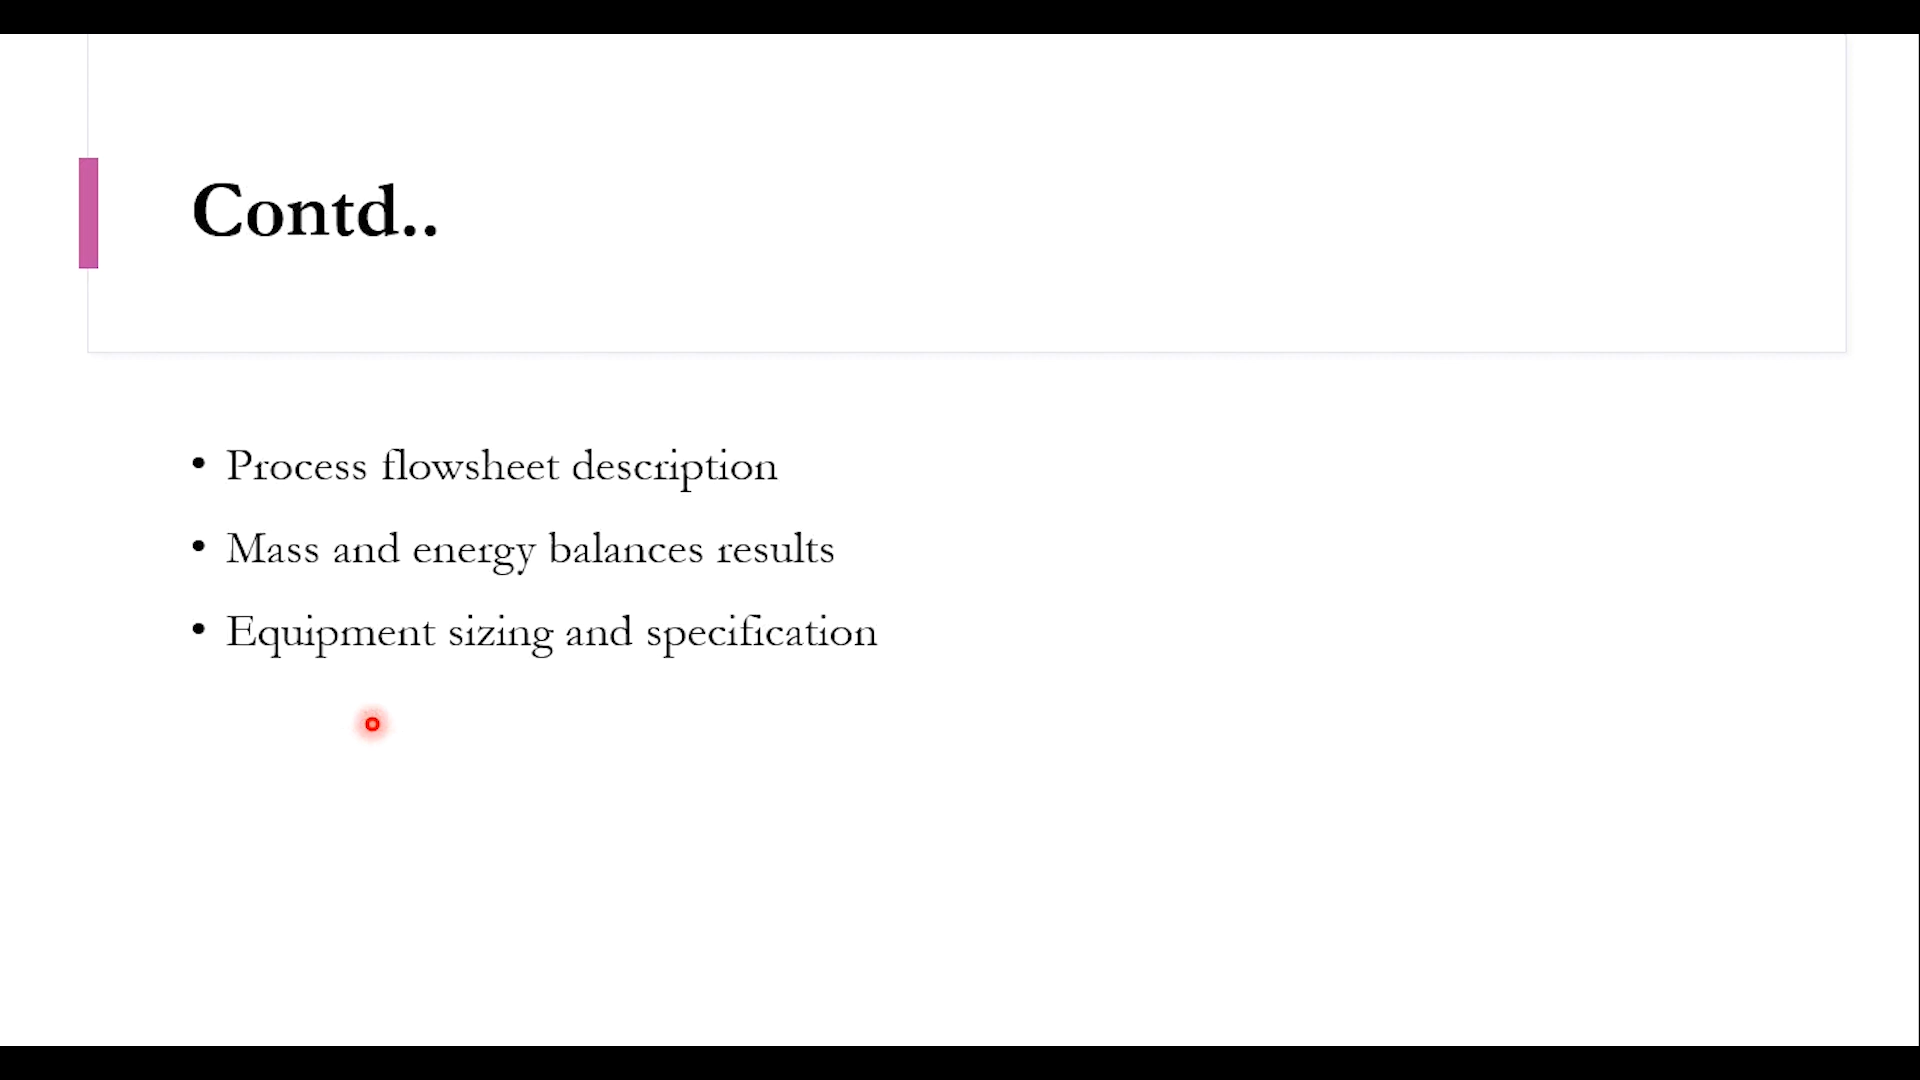 Contd..
• Process flowsheet description
• Mass and energy balances results
• Equipment sizing and specification